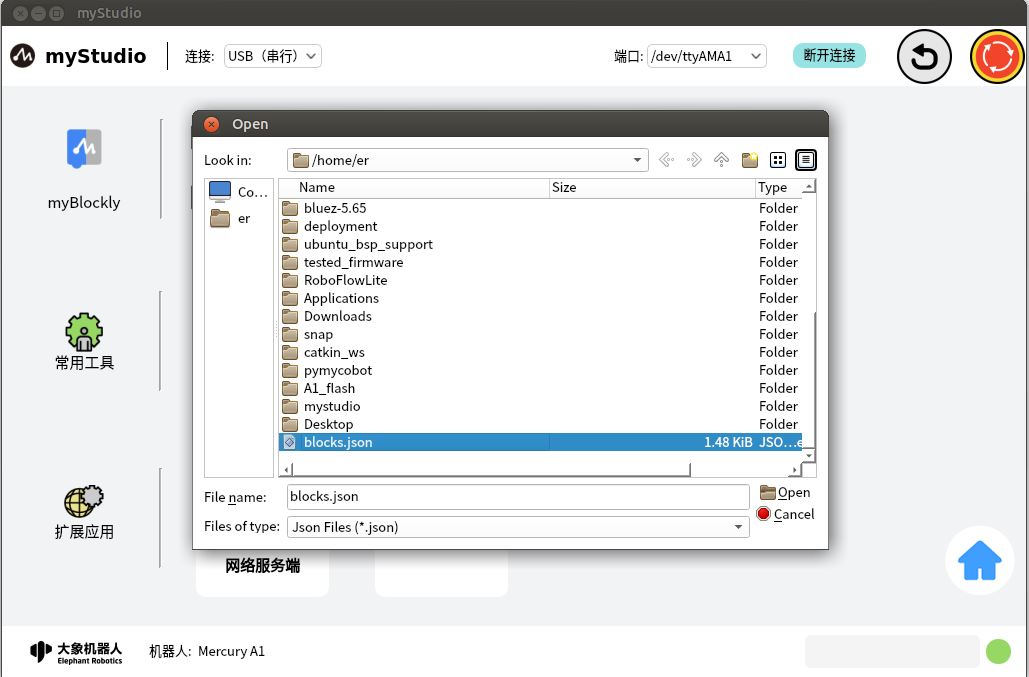 myStudio
myStudio
连接:
USB（串行）
端口:
/dev/ttyAMA1
断开连接
myBlockly
常用工具
扩展应用
Open
Look in:
/home/er
Co...
er
Name Size Type
bluez-5.65 Folder
deployment Folder
ubuntu_bsp_support Folder
tested_firmware Folder
RoboFlowLite Folder
Applications Folder
Downloads Folder
snap Folder
catkin_ws Folder
pymycobot Folder
A1_flash Folder
mystudio Folder
Desktop Folder
blocks.json 1.48 KiB JSO...e
File name: blocks.json
Open
Files of type: Json Files (*.json)
Cancel
网络服务端
大象机器人
Elephant Robotics
机器人: Mercury A1